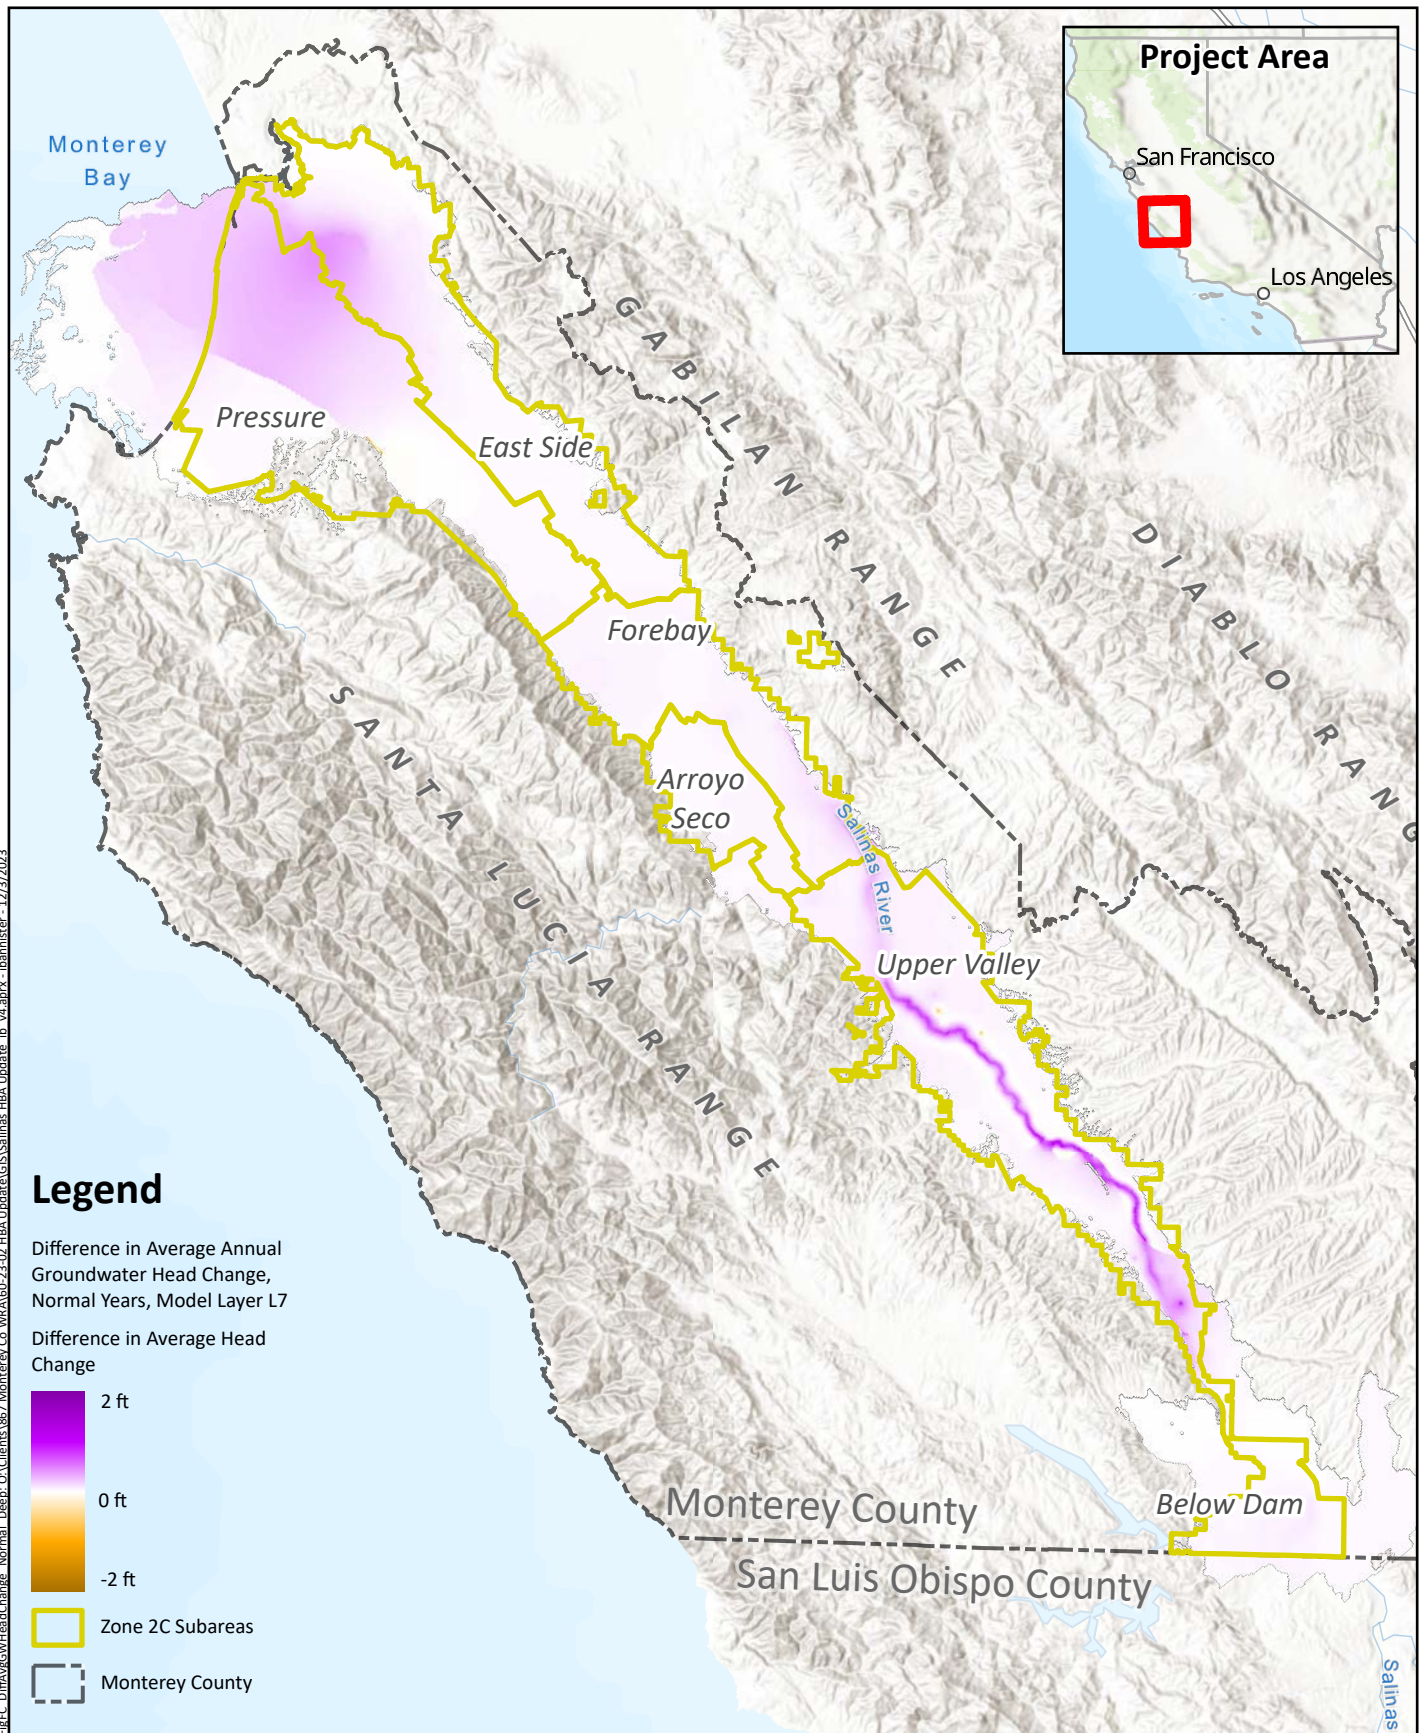 Project Area
San Francisco
Los Angeles
Monterey
Bay
GABILAN RANGE
DIABLO RANG
Pressure
East Side
Forebay
SANTA LUCIA RANGE
Arroyo
Seco
Salinas River
Upper Valley
Legend
Difference in Average Annual
Groundwater Head Change,
Normal Years, Model Layer L7
Difference in Average Head
Change
2 ft
0 ft
-2 ft
Zone 2C Subareas
Monterey County
Monterey County
San Luis Obispo County
Below Dam
Salinas